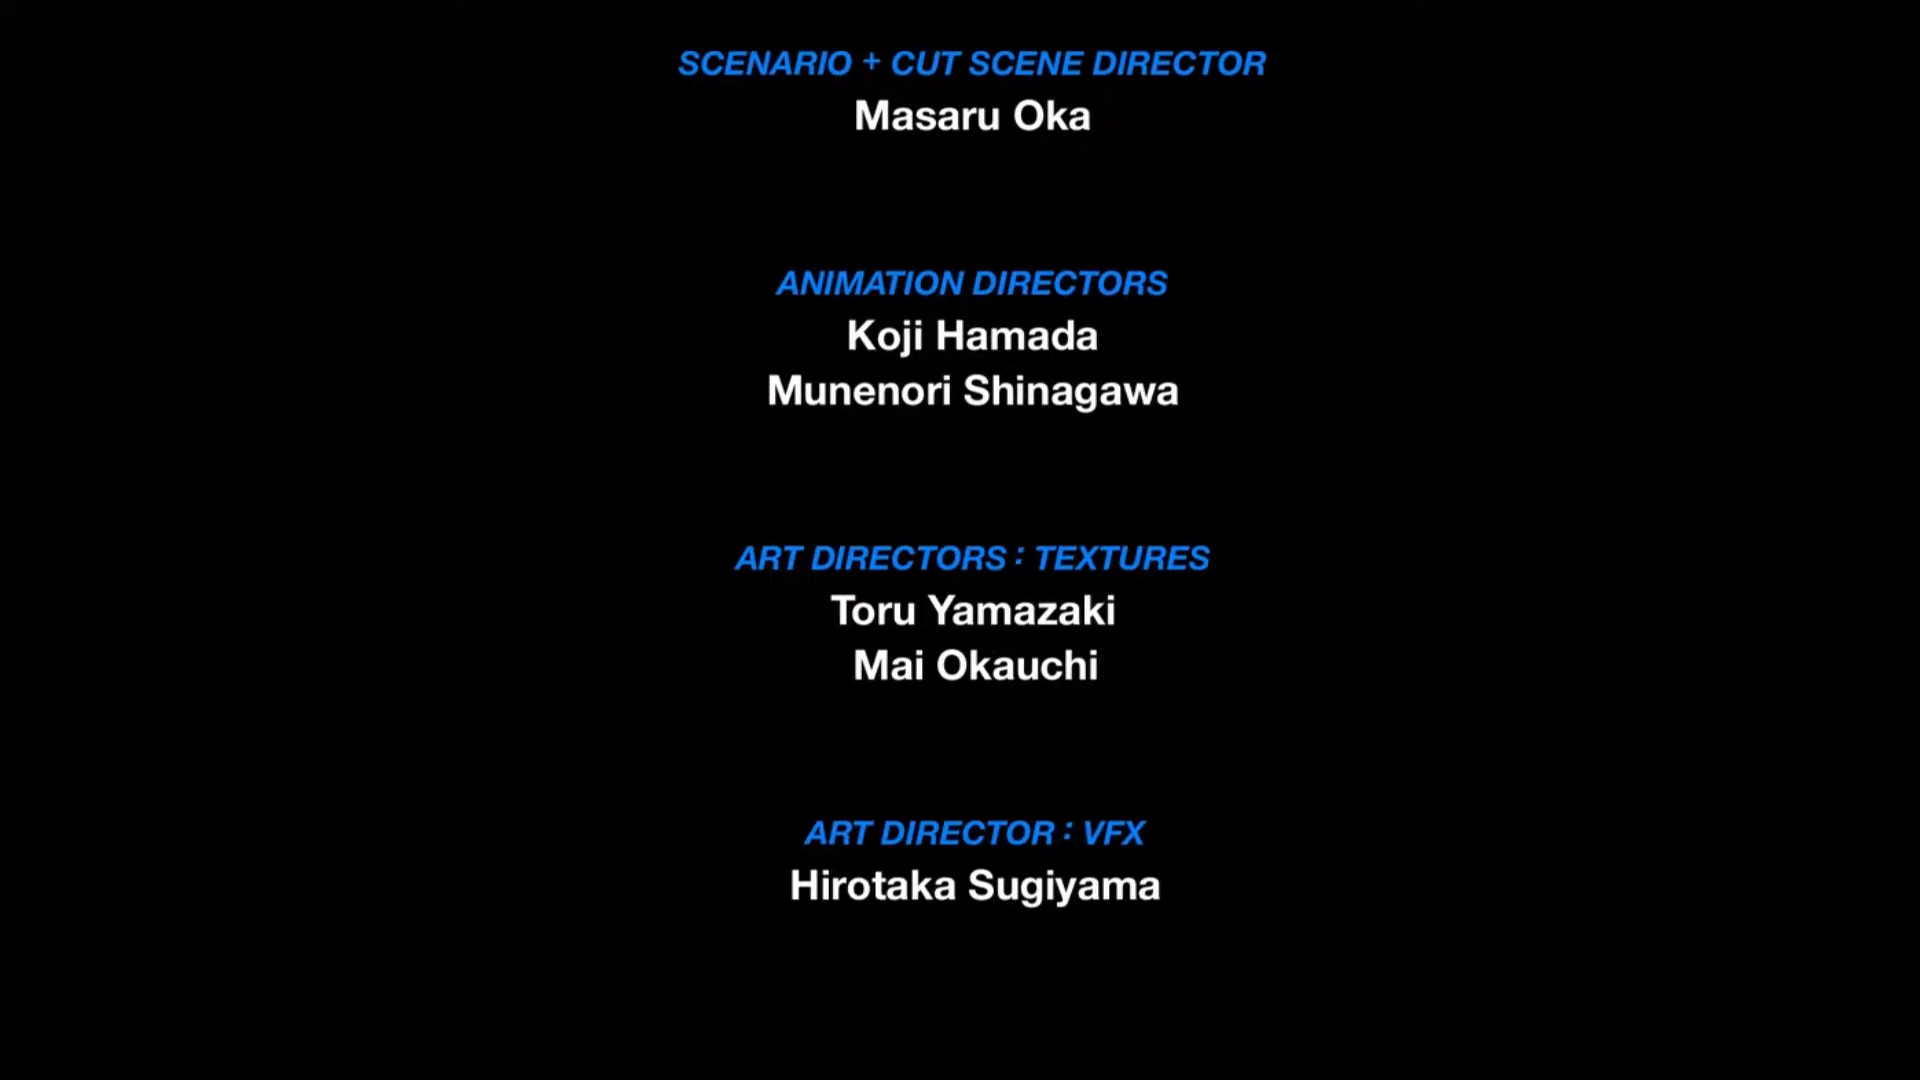 SCENARIO + CUT SCENE DIRECTOR
Masaru Oka
ANIMATION DIRECTORS
Koji Hamada
Munenori Shinagawa
ART DIRECTORS : TEXTURES
Toru Yamazaki
Mai Okauchi
ART DIRECTOR : VFX
Hirotaka Sugiyama